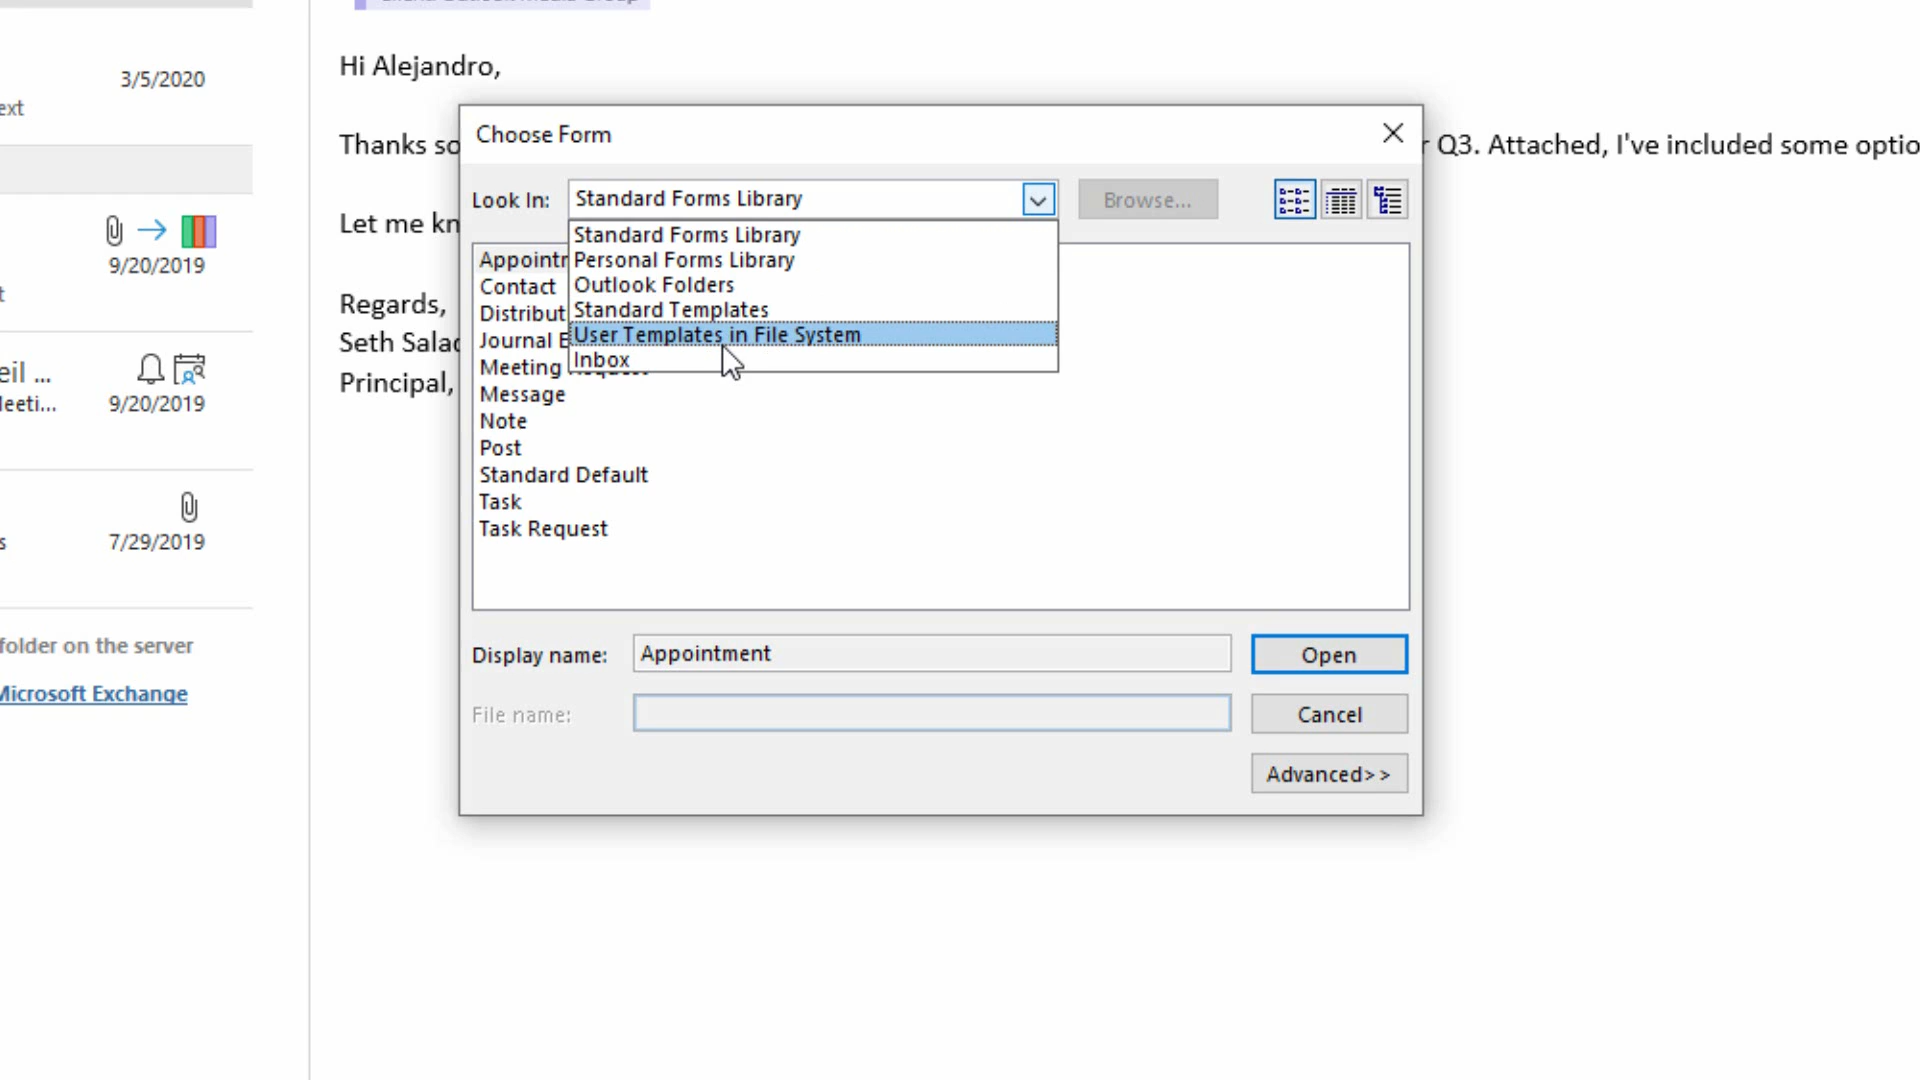 3/5/2020
Hi Alejandro,
Thanks so
r Q3. Attached, I've included some optio
Let me kn
Regards,
Seth Salad
Principal,
9/20/2019
eil ...
Meeti...
9/20/2019
7/29/2019
folder on the server
Microsoft Exchange
Choose Form
Look In: Standard Forms Library
Browse...
Standard Forms Library
Personal Forms Library
Outlook Folders
Standard Templates
User Templates in File System
Inbox
Contact
Distribut
Journal E
Meeting
Message
Note
Post
Standard Default
Task
Task Request
Display name: Appointment
Open
File name:
Cancel
Advanced>>